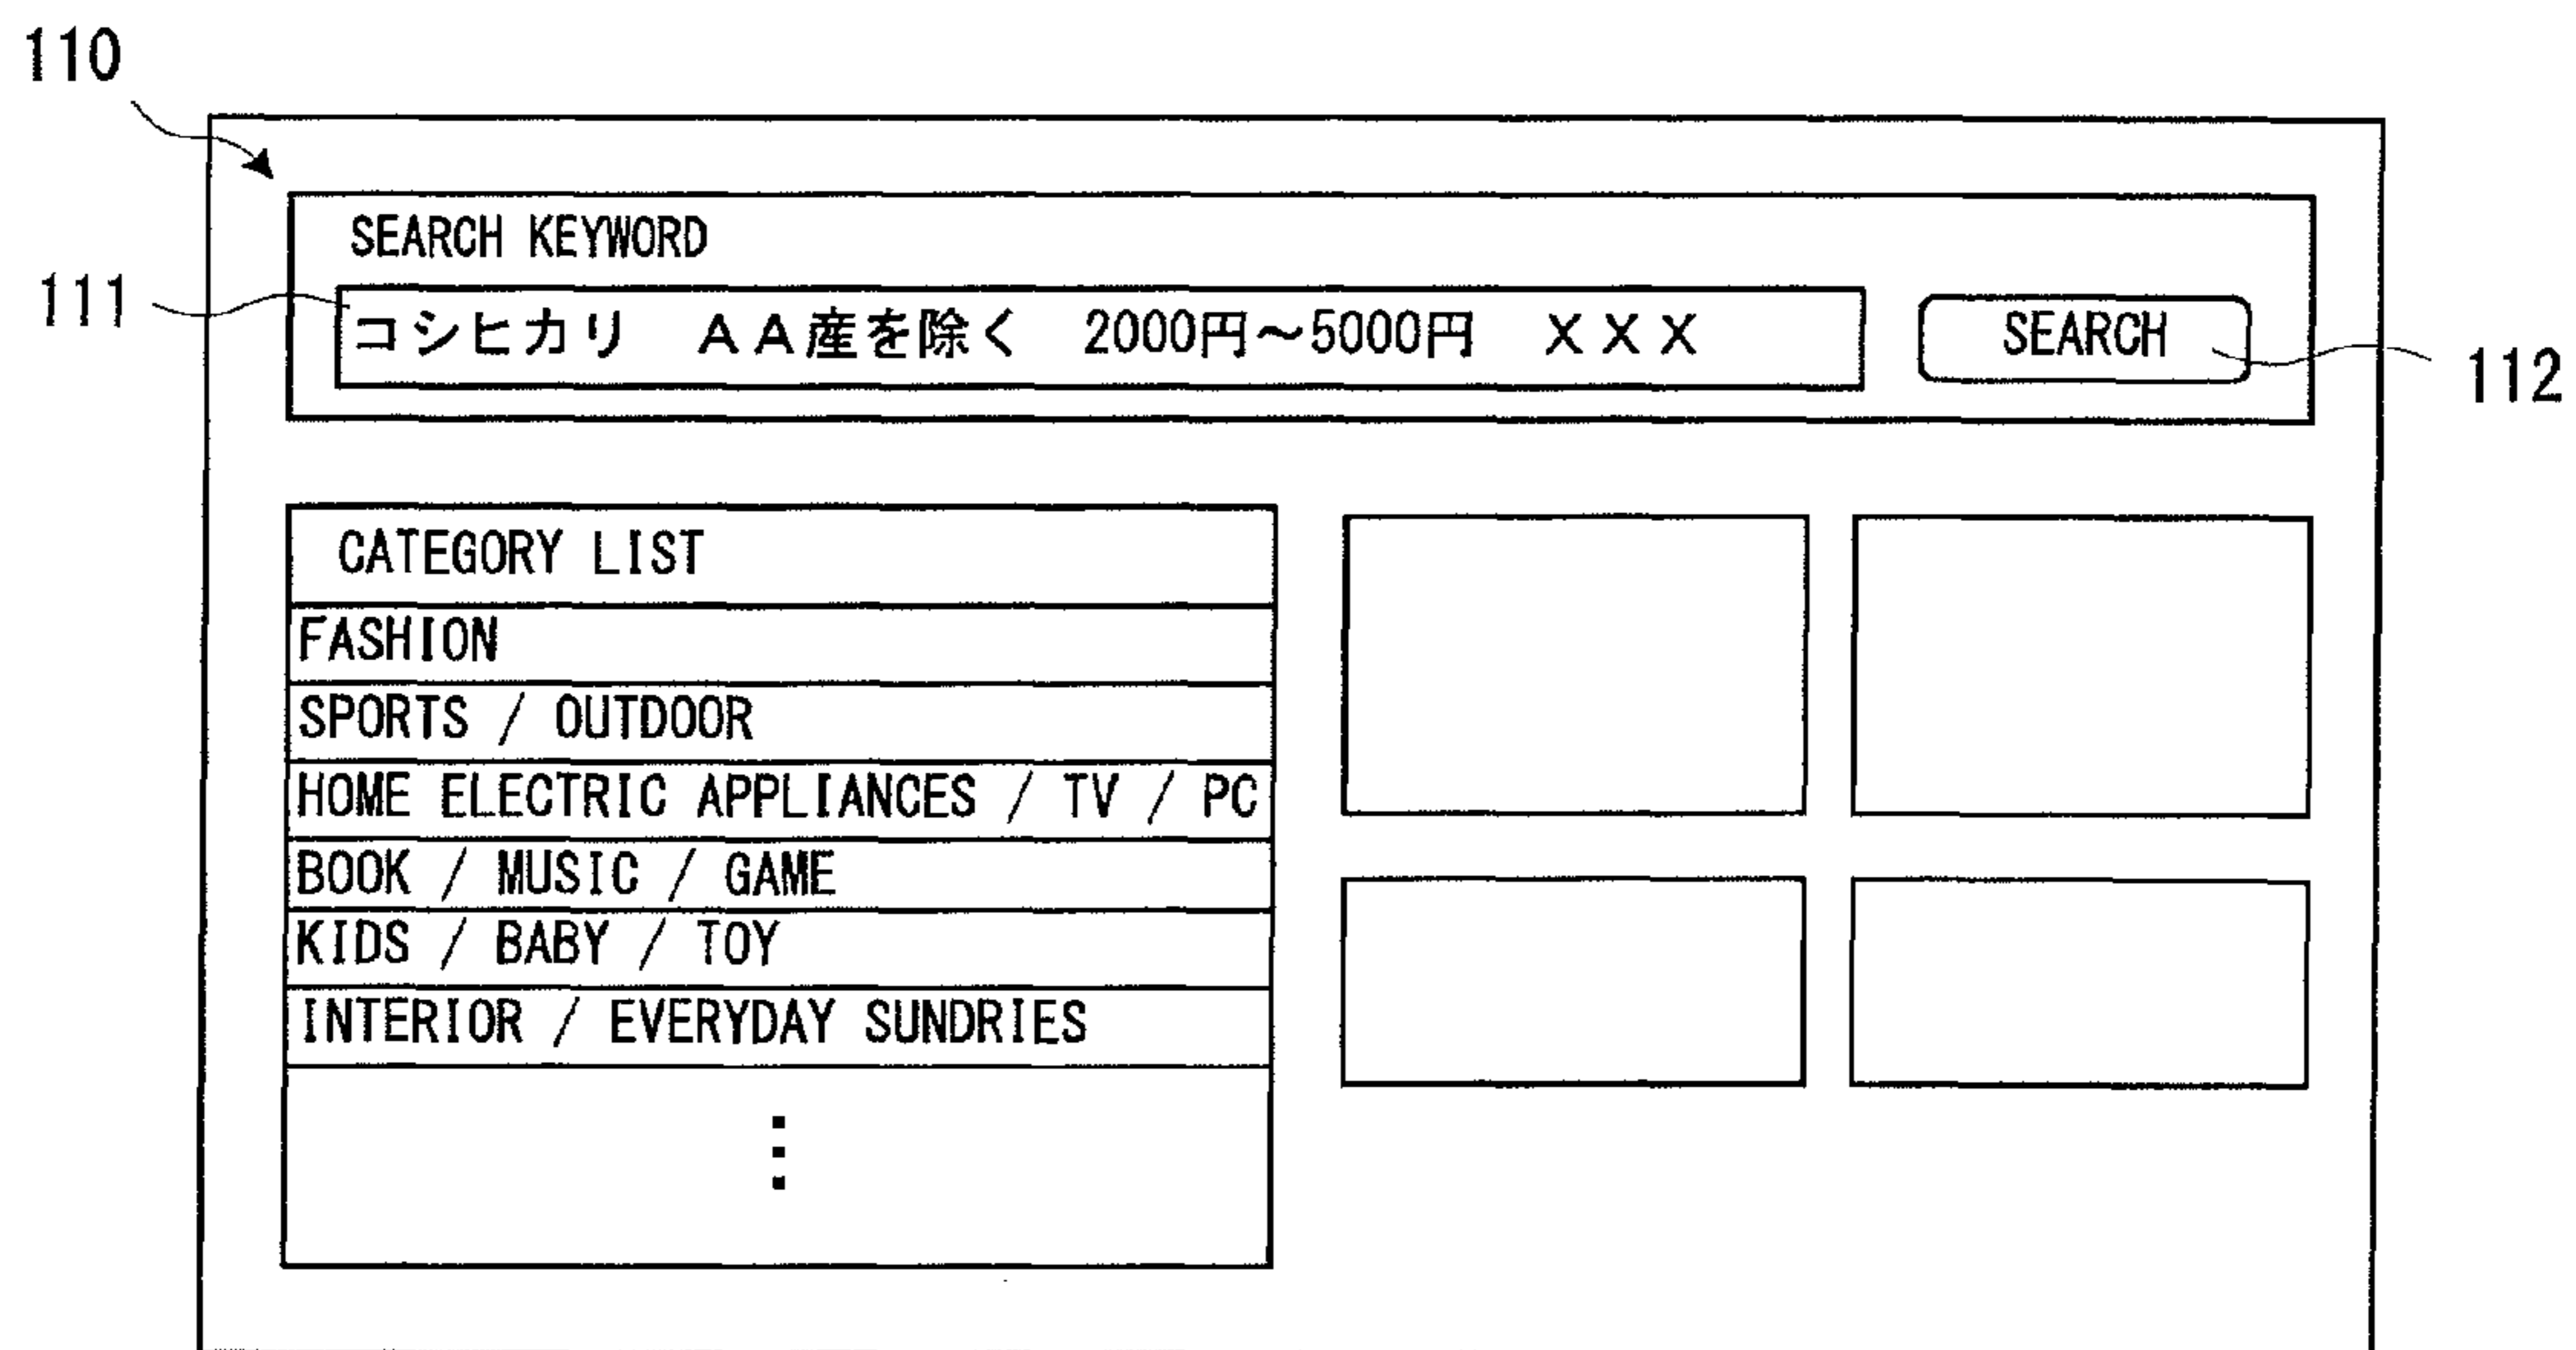 110
SEARCH KEYWORD
111
コシヒカリ　ＡＡ産を除く　2000円～5000円　ＸＸＸ
SEARCH
112
CATEGORY LIST
FASHION
SPORTS / OUTDOOR
HOME ELECTRIC APPLIANCES / TV / PC
BOOK / MUSIC / GAME
KIDS / BABY / TOY
INTERIOR / EVERYDAY SUNDRIES